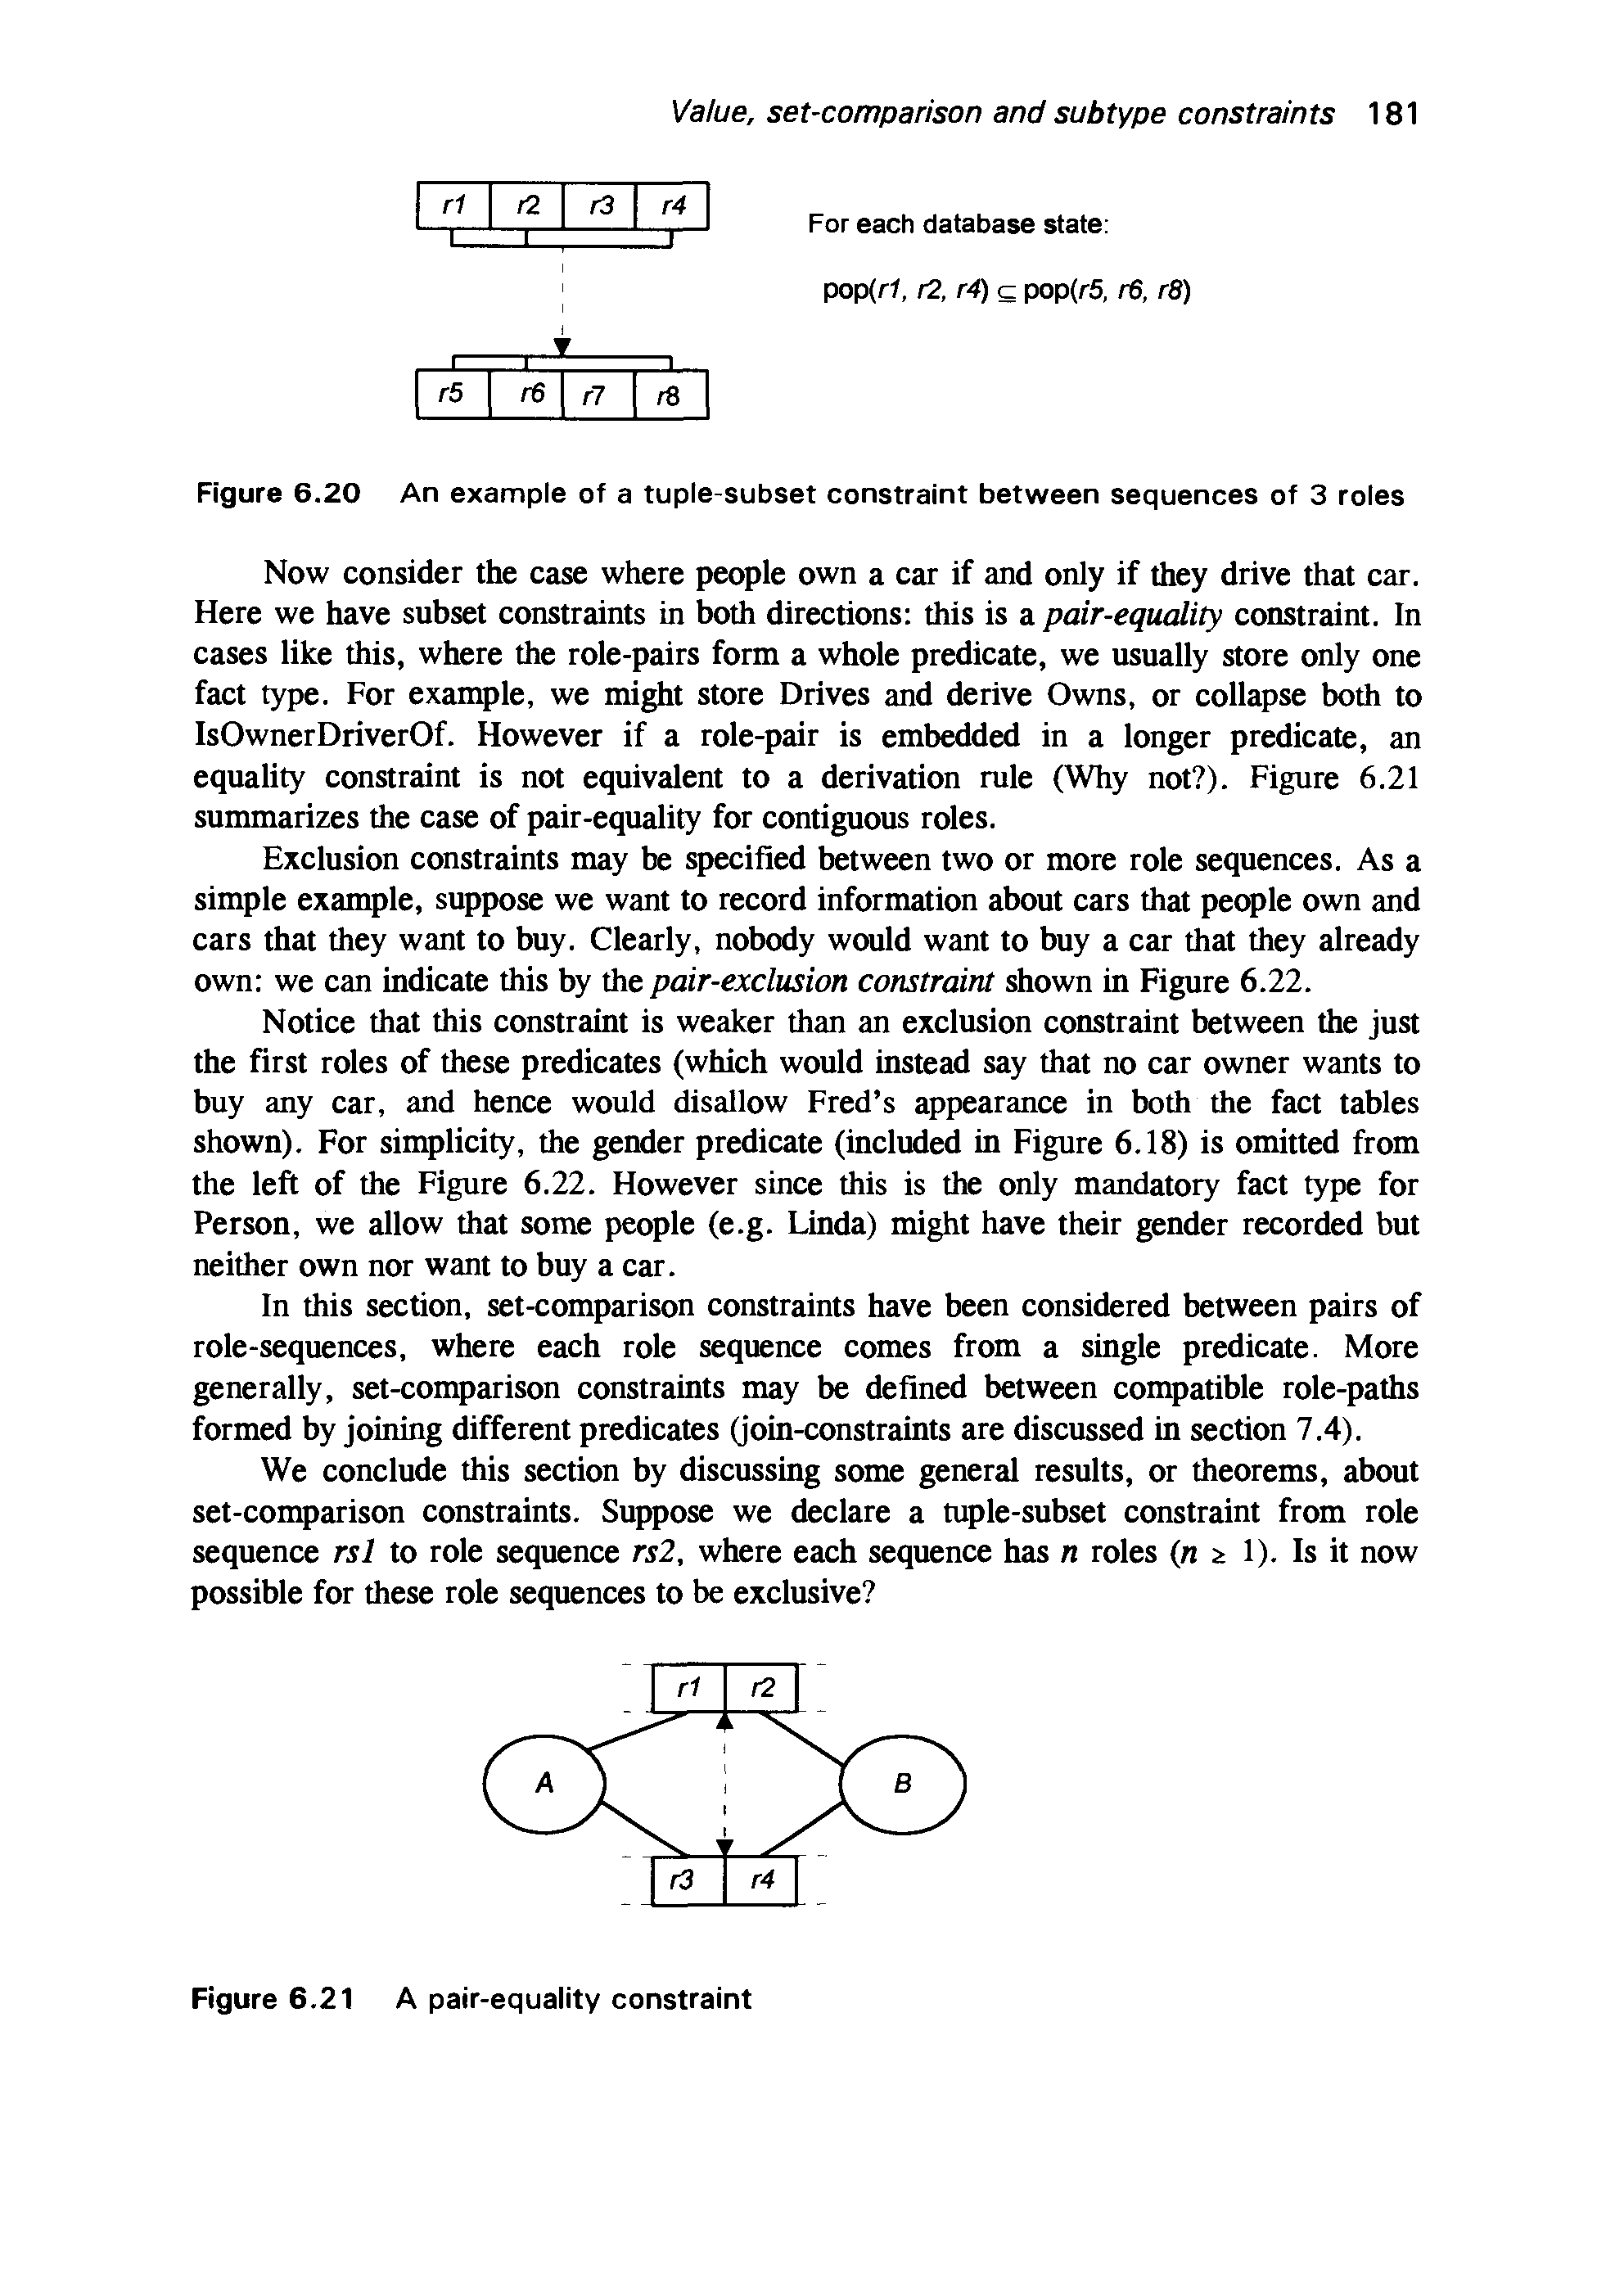 Value, set-comparison and subtype constraints 181
r1 r2 r3 r4
For each database state:
pop(r1, r2, r4) ⊆ pop(r5, r6, r8)
r5 r6 r7 r8
Figure 6.20 An example of a tuple-subset constraint between sequences of 3 roles
Now consider the case where people own a car if and only if they drive that car.
Here we have subset constraints in both directions: this is a pair-equality constraint. In
cases like this, where the role-pairs form a whole predicate, we usually store only one
fact type. For example, we might store Drives and derive Owns, or collapse both to
IsOwnerDriverOf. However if a role-pair is embedded in a longer predicate, an
equality constraint is not equivalent to a derivation rule (Why not?). Figure 6.21
summarizes the case of pair-equality for contiguous roles.
Exclusion constraints may be specified between two or more role sequences. As a
simple example, suppose we want to record information about cars that people own and
cars that they want to buy. Clearly, nobody would want to buy a car that they already
own: we can indicate this by the pair-exclusion constraint shown in Figure 6.22.
Notice that this constraint is weaker than an exclusion constraint between the just
the first roles of these predicates (which would instead say that no car owner wants to
buy any car, and hence would disallow Fred's appearance in both the fact tables
shown). For simplicity, the gender predicate (included in Figure 6.18) is omitted from
the left of the Figure 6.22. However since this is the only mandatory fact type for
Person, we allow that some people (e.g. Linda) might have their gender recorded but
neither own nor want to buy a car.
In this section, set-comparison constraints have been considered between pairs of
role-sequences, where each role sequence comes from a single predicate. More
generally, set-comparison constraints may be defined between compatible role-paths
formed by joining different predicates (join-constraints are discussed in section 7.4).
We conclude this section by discussing some general results, or theorems, about
set-comparison constraints. Suppose we declare a tuple-subset constraint from role
sequence rs1 to role sequence rs2, where each sequence has n roles (n ≥ 1). Is it now
possible for these role sequences to be exclusive?
r1 r2
A B
r3 r4
Figure 6.21 A pair-equality constraint